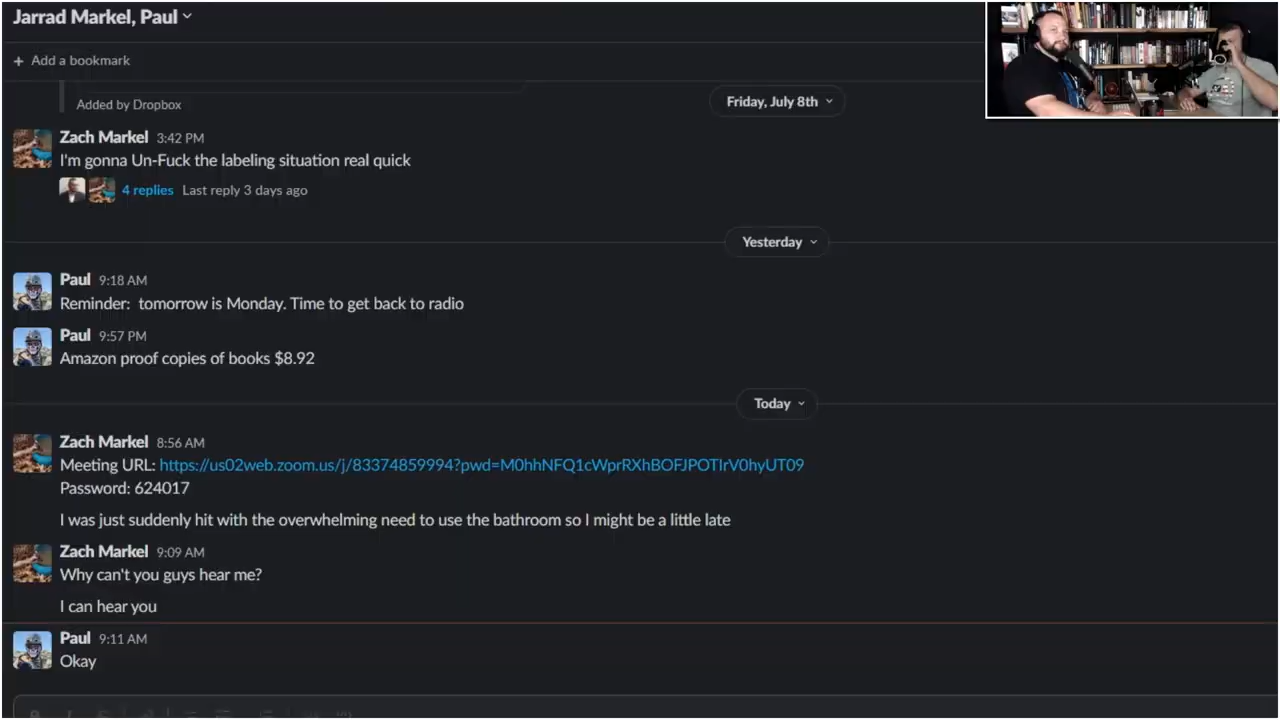 Jarrad Markel, Paul
+ Add a bookmark
Added by Dropbox
Friday, July 8th
Zach Markel 3:42 PM
I'm gonna Un-Fuck the labeling situation real quick
4 replies Last reply 3 days ago
Yesterday
Paul 9:18 AM
Reminder: tomorrow is Monday. Time to get back to radio
Paul 9:57 PM
Amazon proof copies of books $8.92
Today
Zach Markel 8:56 AM
Meeting URL: https://us02web.zoom.us/j/83374859994?pwd=M0hhNFQ1cWprRXhBOFJPOTIrV0hyUT09
Password: 624017
I was just suddenly hit with the overwhelming need to use the bathroom so I might be a little late
Zach Markel 9:09 AM
Why can't you guys hear me?
I can hear you
Paul 9:11 AM
Okay